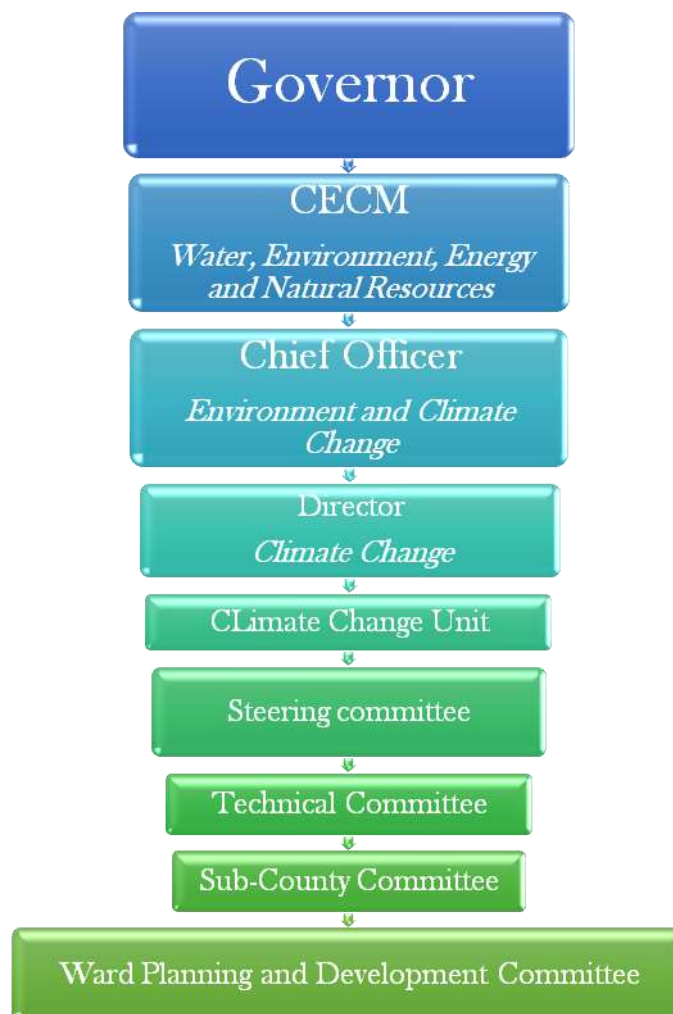 Governor
CECM
Water, Environment, Energy
and Natural Resources
Chief Officer
Environment and Climate
Change
Director
Climate Change
CLimate Change Unit
Steering committee
Technical Committee
Sub-County Committee
Ward Planning and Development Committee